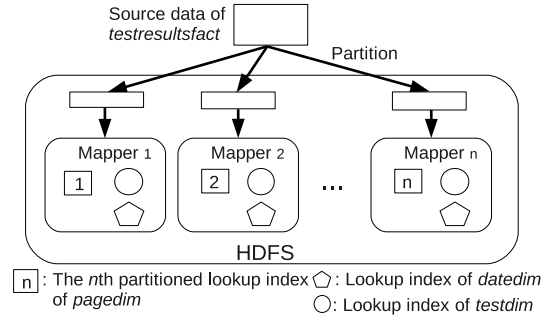 Source data of
testresultsfact
Partition
Mapper 1
Mapper 2
Mapper n
1
2
...
n
HDFS
n : The nth partitioned lookup index
of pagedim
: Lookup index of datedim
: Lookup index of testdim